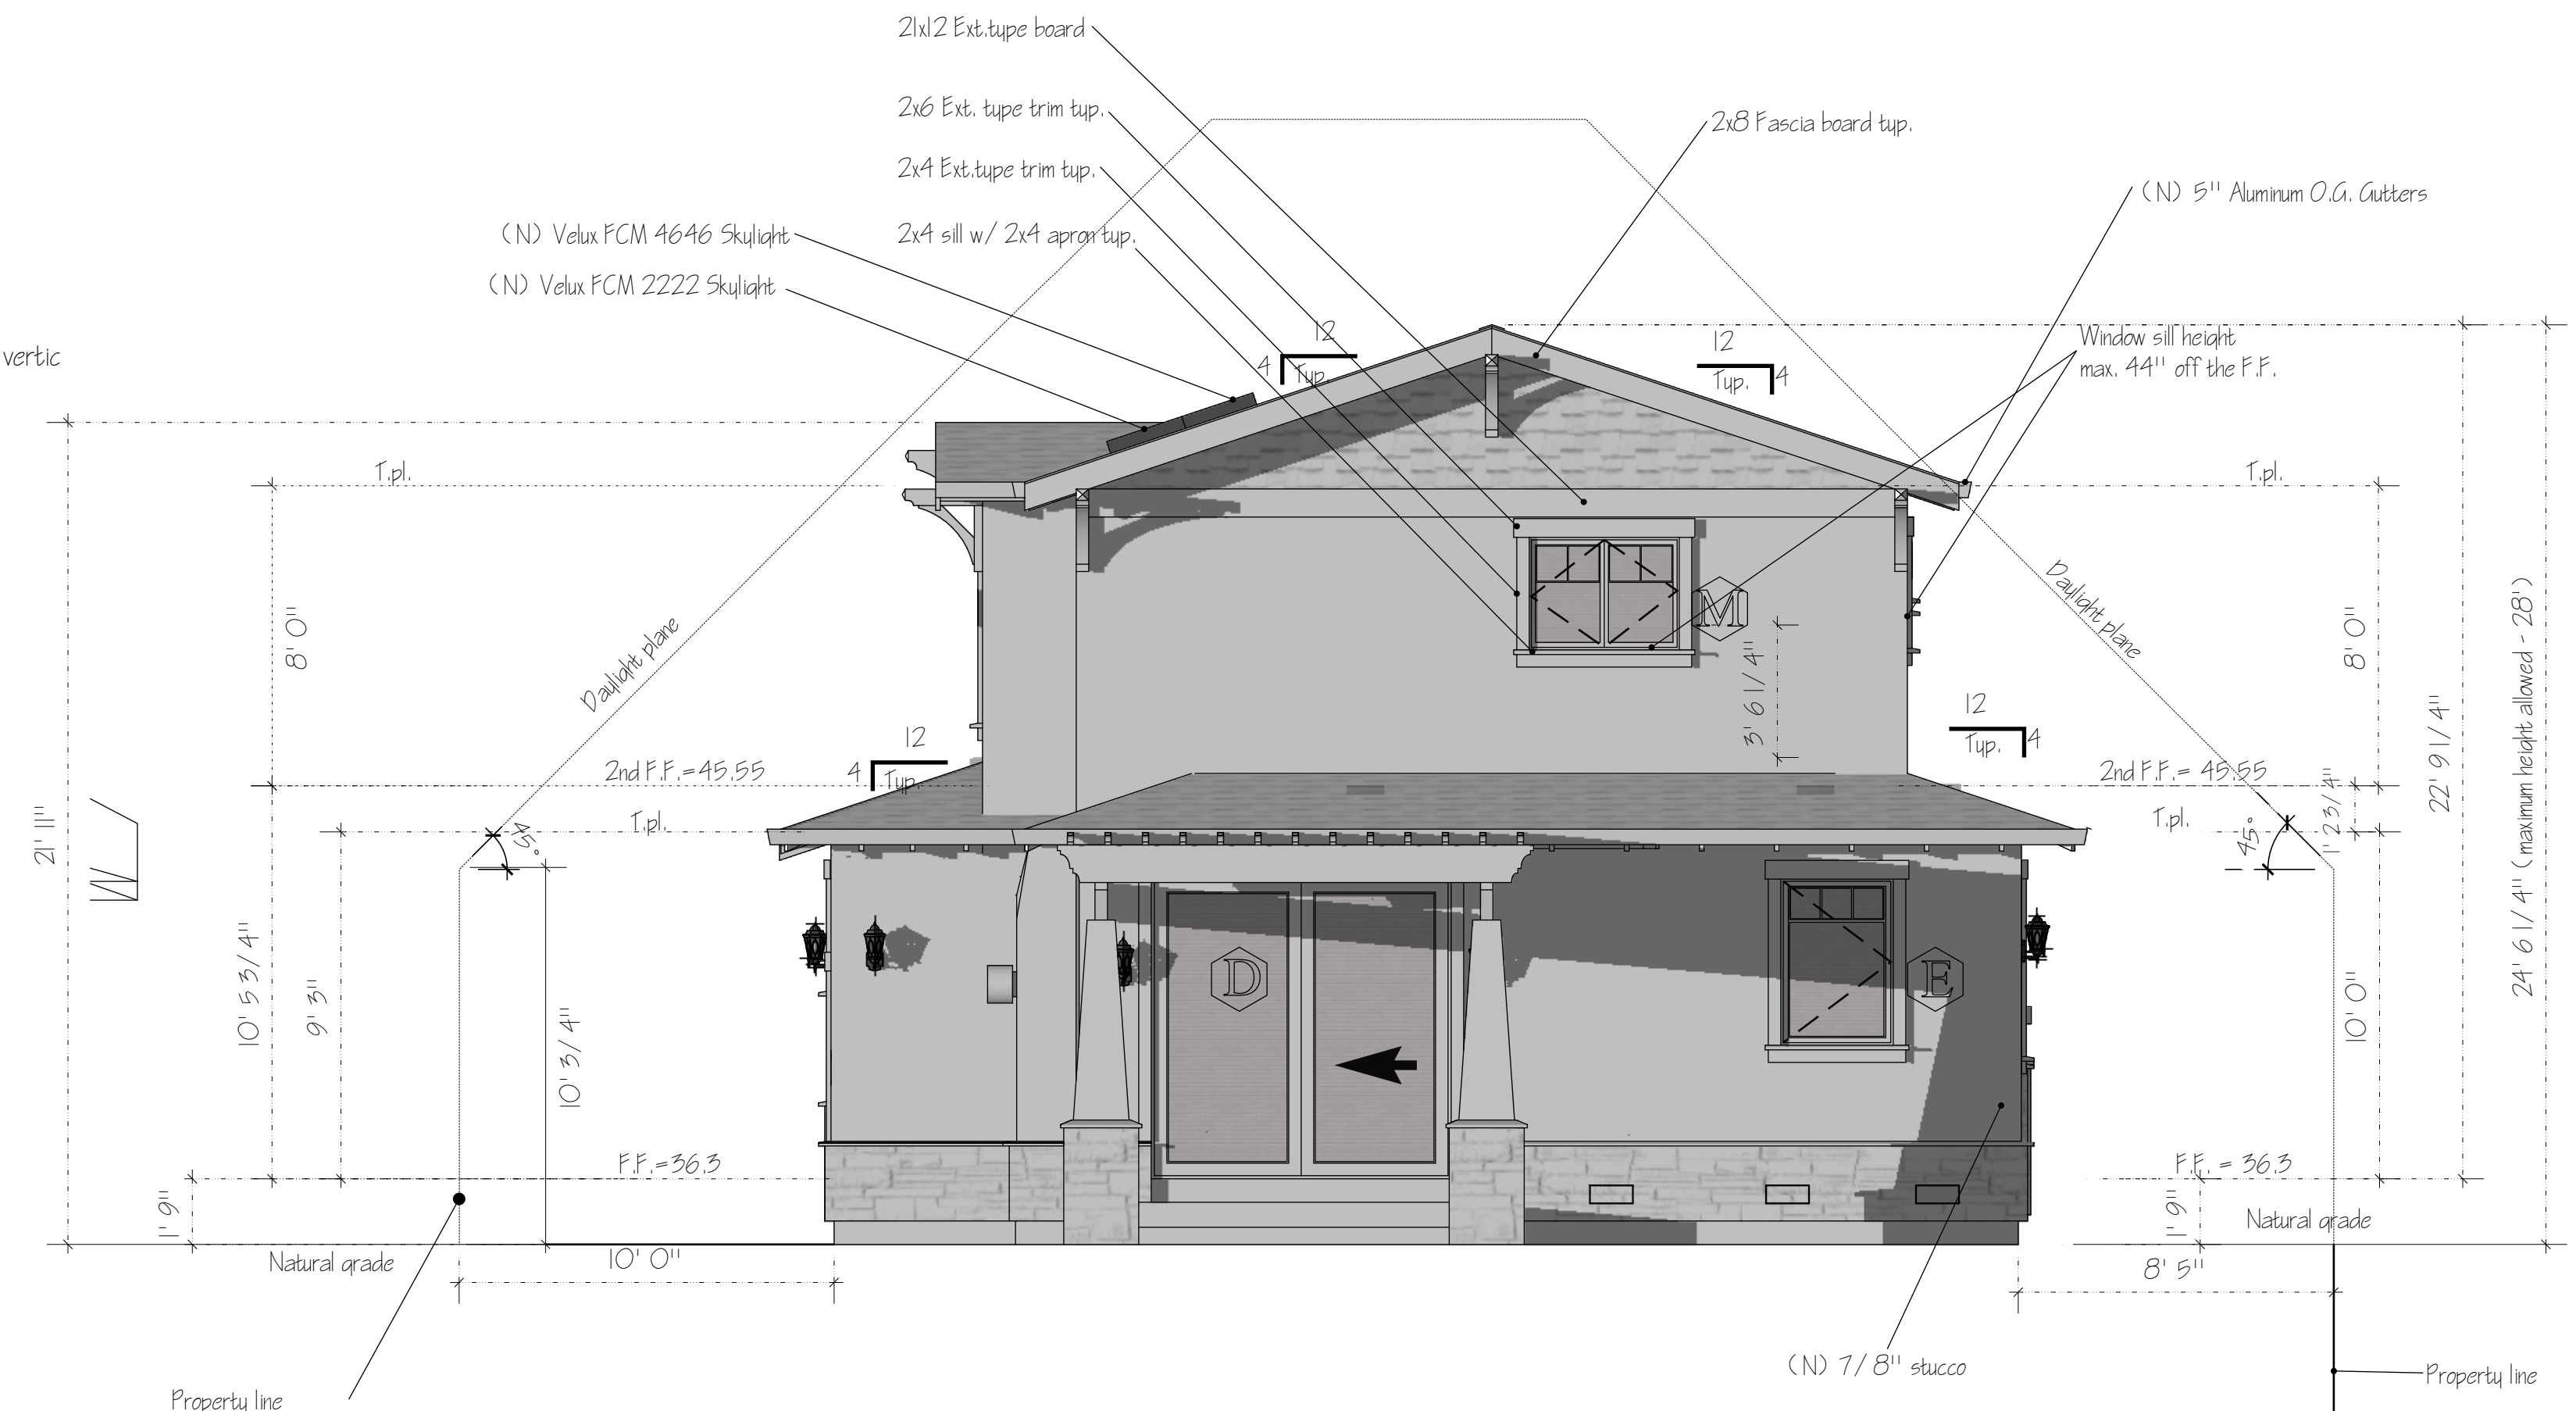 21x12 Ext.type board
2x6 Ext. type trim typ.
2x8 Fascia board typ.
2x4 Ext.type trim typ.
(N) 5" Aluminum O.G. Gutters
(N) Velux FCM 4646 Skylight
2x4 sill w/ 2x4 apron typ.
(N) Velux FCM 2222 Skylight
12
4
Typ.
12
Typ.
4
Window sill height
max. 44" off the F.F.
vertic
T.pl.
T.pl.
Daylight plane
Daylight plane
8' 0"
8' 0"
M
3' 6 1/4"
24' 6 1/4" (maximum height allowed - 28')
22' 9 1/4"
12
4
Typ.
12
Typ.
4
2nd F.F.=45.55
2nd F.F.= 45.55
1' 2 3/4"
T.pl.
T.pl.
45°
45°
21' 11"
10' 5 3/4"
9' 3"
10' 3/4"
10' 0"
D
E
F.F.=36.3
F.F. = 36.3
1' 9"
1' 9"
Natural grade
Natural grade
10' 0"
8' 5"
(N) 7/8" stucco
Property line
Property line